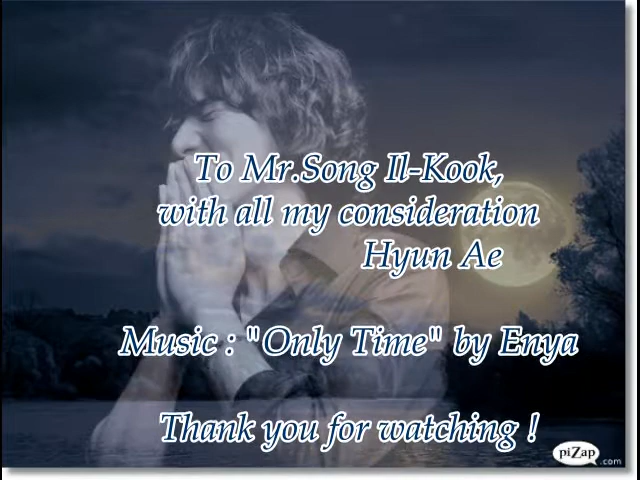 To Mr.Song Il-Kook,
with all my consideration
Hyun Ae
Music : "Only Time" by Enya
Thank you for watching !
piZap.com